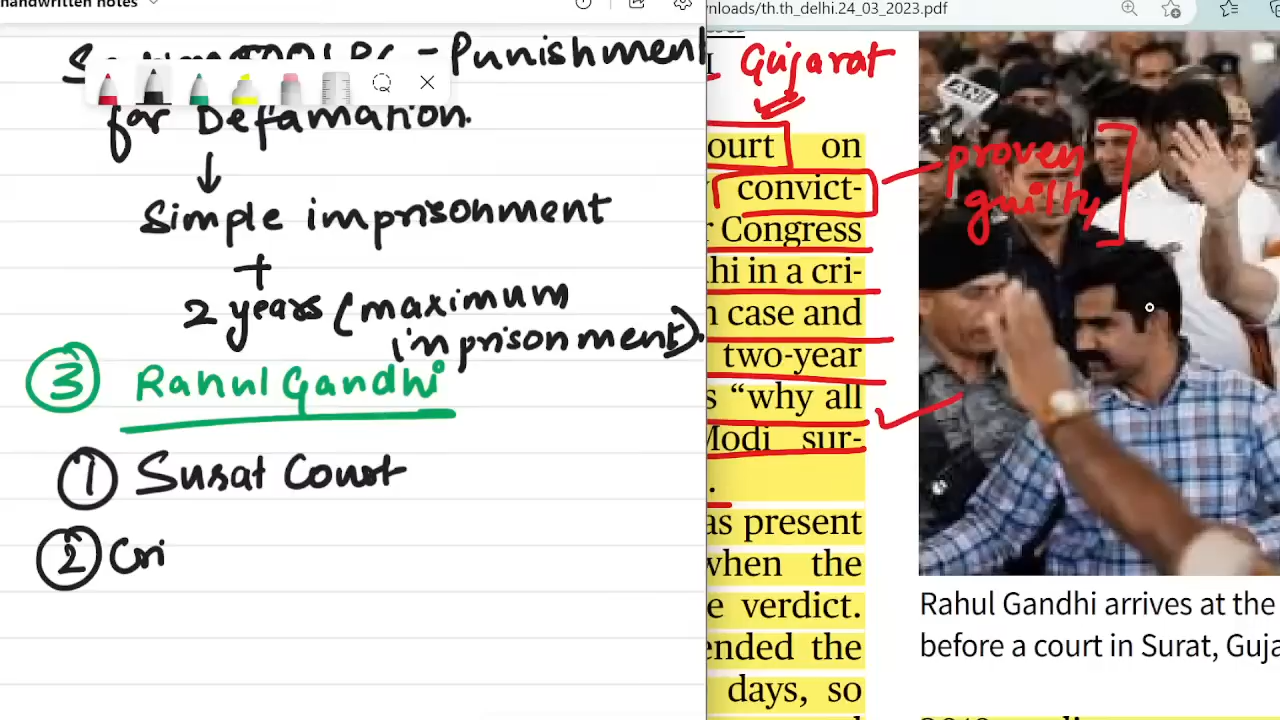 handwritten notes
Punishment
for Defamation.
↓
Simple imprisonment
+
2 years (maximum
inprisonment).
③ Rahul Gandhi
① Surat Court
② Cri
nloads/th.th_delhi.24_03_2023.pdf
Gujarat
ourt on
convict-
proven
guilty
r Congress
hi in a cri-
n case and
two-year
s “why all
Modi sur-
.
as present
when the
e verdict.
ended the
days, so
ANI
Rahul Gandhi arrives at the
before a court in Surat, Guja